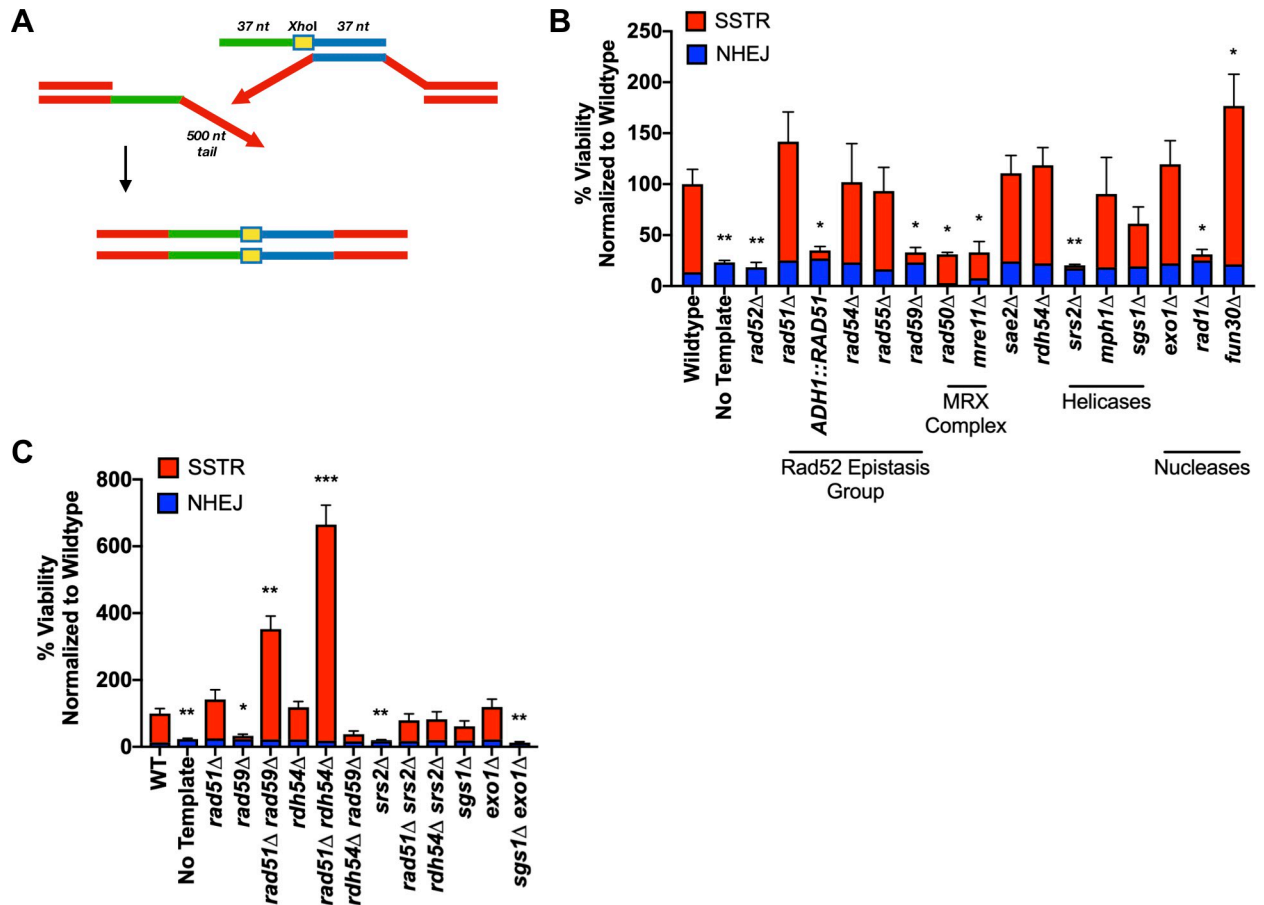 A
37 nt XhoI 37 nt
500 nt
tail
B
SSTR
NHEJ
% Viability
Normalized to Wildtype
250
200
150
100
50
0
** ** * * * * ** * *
Wildtype
No Template
rad52Δ
rad51Δ
ADH1::RAD51
rad54Δ
rad55Δ
rad59Δ
rad50Δ
mre11Δ
sae2Δ
rdh54Δ
srs2Δ
mph1Δ
sgs1Δ
exo1Δ
rad1Δ
fun30Δ
MRX
Complex
Helicases
Rad52 Epistasis
Group
Nucleases
C
SSTR
NHEJ
% Viability
Normalized to Wildtype
800
600
400
200
0
** * ** *** ** **
WT
No Template
rad51Δ
rad59Δ
rad51Δ rad59Δ
rdh54Δ
rad51Δ rdh54Δ
rdh54Δ rad59Δ
srs2Δ
rad51Δ srs2Δ
rdh54Δ srs2Δ
sgs1Δ
exo1Δ
sgs1Δ exo1Δ